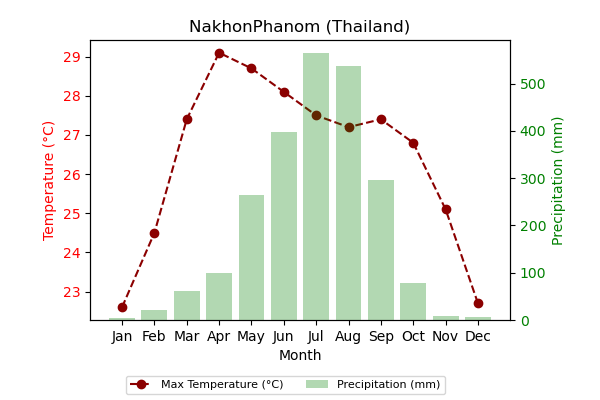 NakhonPhanom (Thailand)
29
28
27
26
25
24
23
Temperature (°C)
500
400
300
200
100
0
Precipitation (mm)
Jan Feb Mar Apr May Jun Jul Aug Sep Oct Nov Dec
Month
Max Temperature (°C) Precipitation (mm)